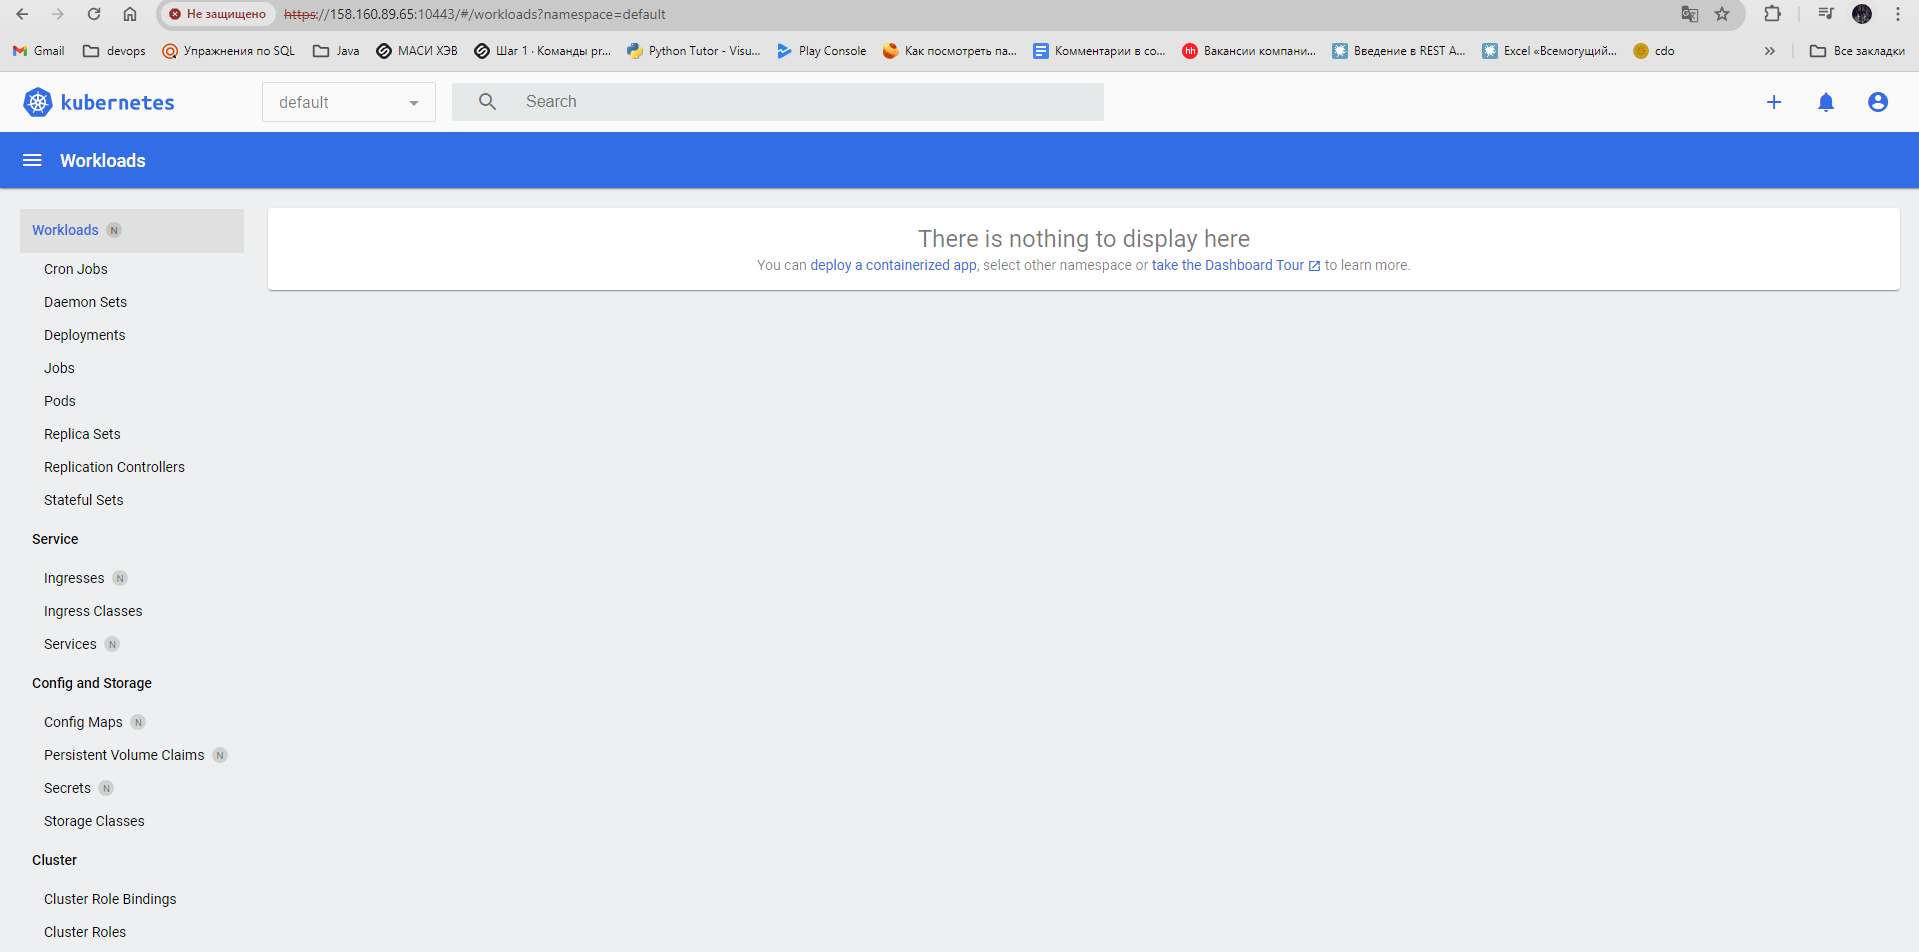 Не защищено https://158.160.89.65:10443/#/workloads?namespace=default
Gmail devops Упражнения по SQL Java МАСИ ХЭВ Шаг 1 · Команды pr... Python Tutor - Visu... Play Console Как посмотреть па... Комментарии в со... Вакансии компани... Введение в REST A... Excel «Всемогущий... cdo » Все закладки
kubernetes default Search
Workloads
Workloads N
Cron Jobs
Daemon Sets
Deployments
Jobs
Pods
Replica Sets
Replication Controllers
Stateful Sets
Service
Ingresses N
Ingress Classes
Services N
Config and Storage
Config Maps N
Persistent Volume Claims N
Secrets N
Storage Classes
Cluster
Cluster Role Bindings
Cluster Roles
There is nothing to display here
You can deploy a containerized app, select other namespace or take the Dashboard Tour to learn more.